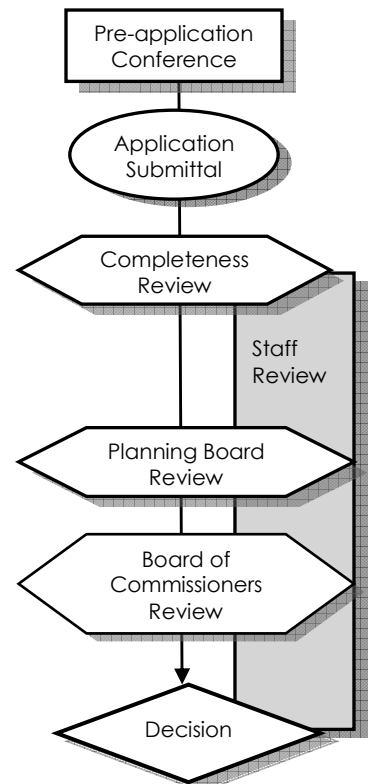 Pre-application
Conference
Application
Submittal
Completeness
Review
Staff
Review
Planning Board
Review
Board of
Commissioners
Review
Decision